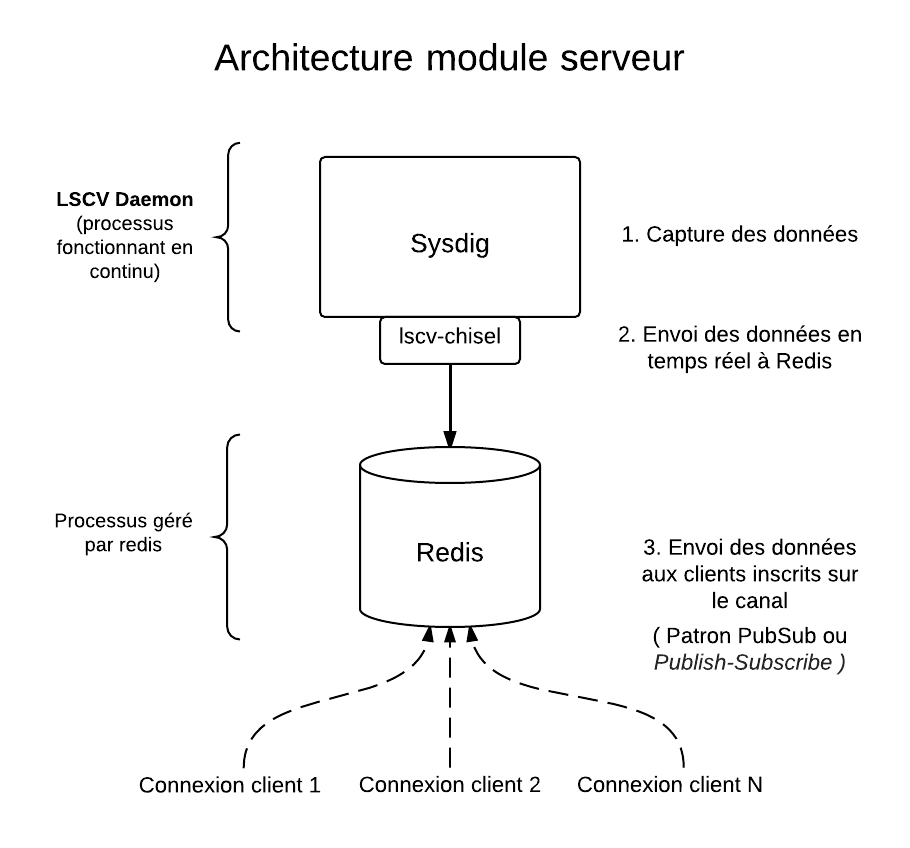 Architecture module serveur
LSCV Daemon
(processus
fonctionnant en
continu)
Sysdig
1. Capture des données
lscv-chisel
2. Envoi des données en
temps réel à Redis
Processus géré
par redis
Redis
3. Envoi des données
aux clients inscrits sur
le canal
( Patron PubSub ou
Publish-Subscribe )
Connexion client 1
Connexion client 2
Connexion client N